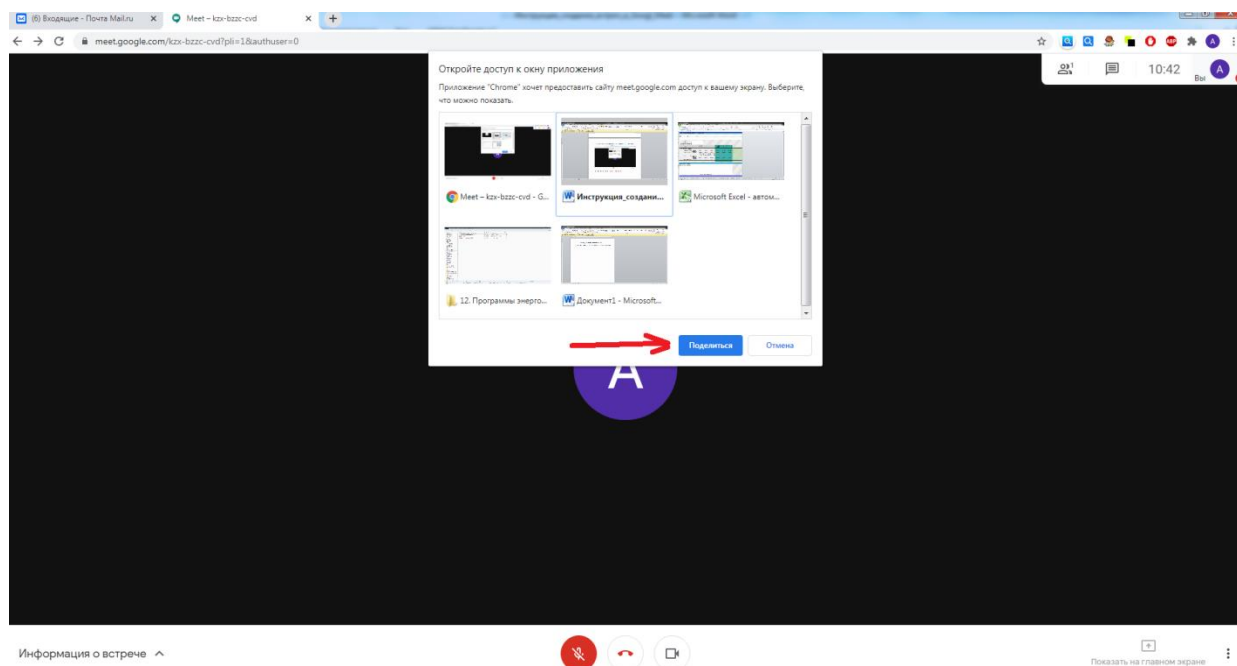 (6) Входящие - Почта Mail.ru
Meet – kzx-bzzc-cvd
meet.google.com/kzx-bzzc-cvd?pli=1&authuser=0
A
1
10:42
Вы
A
Откройте доступ к окну приложения
Приложение "Chrome" хочет предоставить сайту meet.google.com доступ к вашему экрану. Выберите,
что можно показать.
Meet – kzx-bzzc-cvd - G...
Инструкция_создани...
Microsoft Excel - автом...
12. Программы энерго...
Документ1 - Microsoft...
Поделиться
Отмена
A
Информация о встрече
Показать на главном экране